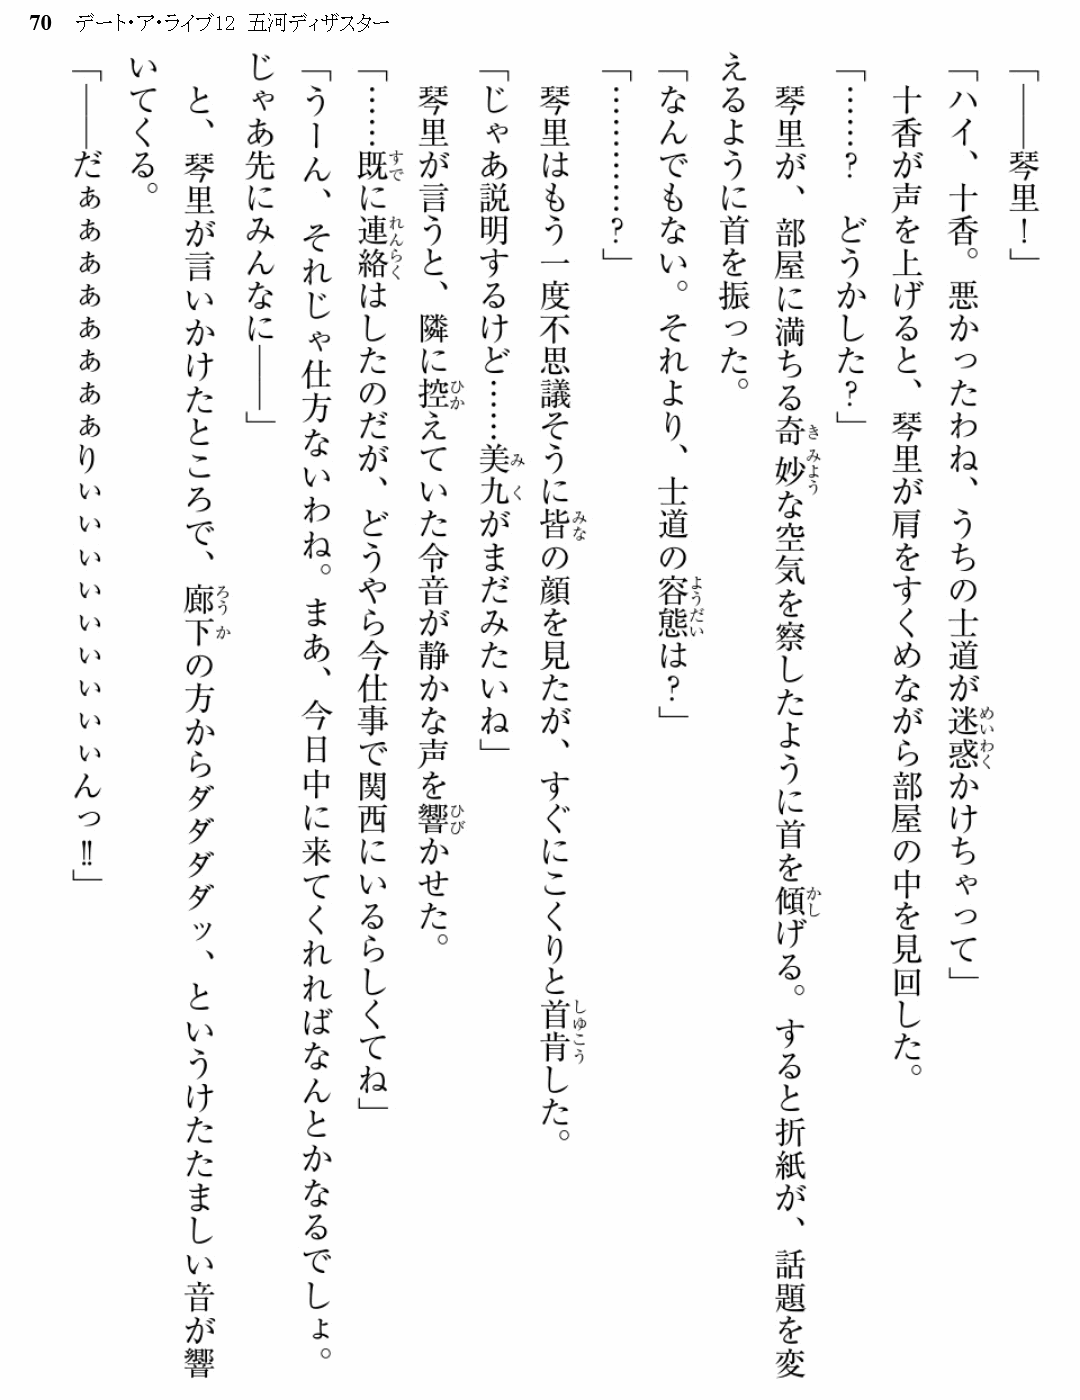 70 デート・ア・ライブ12 五河ディザスター
「――琴里！」
「ハイ、十香。悪かったわね、うちの士道が迷惑かけちゃって」
十香が声を上げると、琴里が肩をすくめながら部屋の中を見回した。
「……？　どうかした？」
琴里が、部屋に満ちる奇妙な空気を察したように首を傾げる。すると折紙が、話題を変
えるように首を振った。
「なんでもない。それより、士道の容態は？」
「…………？」
琴里はもう一度不思議そうに皆の顔を見たが、すぐにこくりと首肯した。
「じゃあ説明するけど……美九がまだみたいね」
琴里が言うと、隣に控えていた令音が静かな声を響かせた。
「……既に連絡はしたのだが、どうやら今仕事で関西にいるらしくてね」
「うーん、それじゃ仕方ないわね。まあ、今日中に来てくれればなんとかなるでしょ。
じゃあ先にみんなに――」
と、琴里が言いかけたところで、廊下の方からダダダダッ、というけたたましい音が響
いてくる。
「――だぁぁぁぁぁぁぁぁりぃぃぃぃぃぃぃぃぃんっ‼」